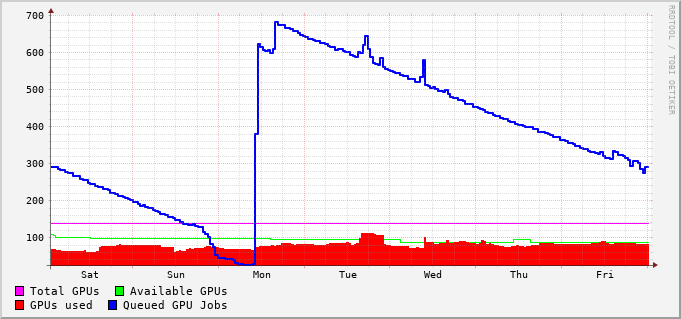 700
600
500
400
300
200
100
Sat Sun Mon Tue Wed Thu Fri
Total GPUs Available GPUs
GPUs used Queued GPU Jobs
RRDTOOL / TOBI OETIKER